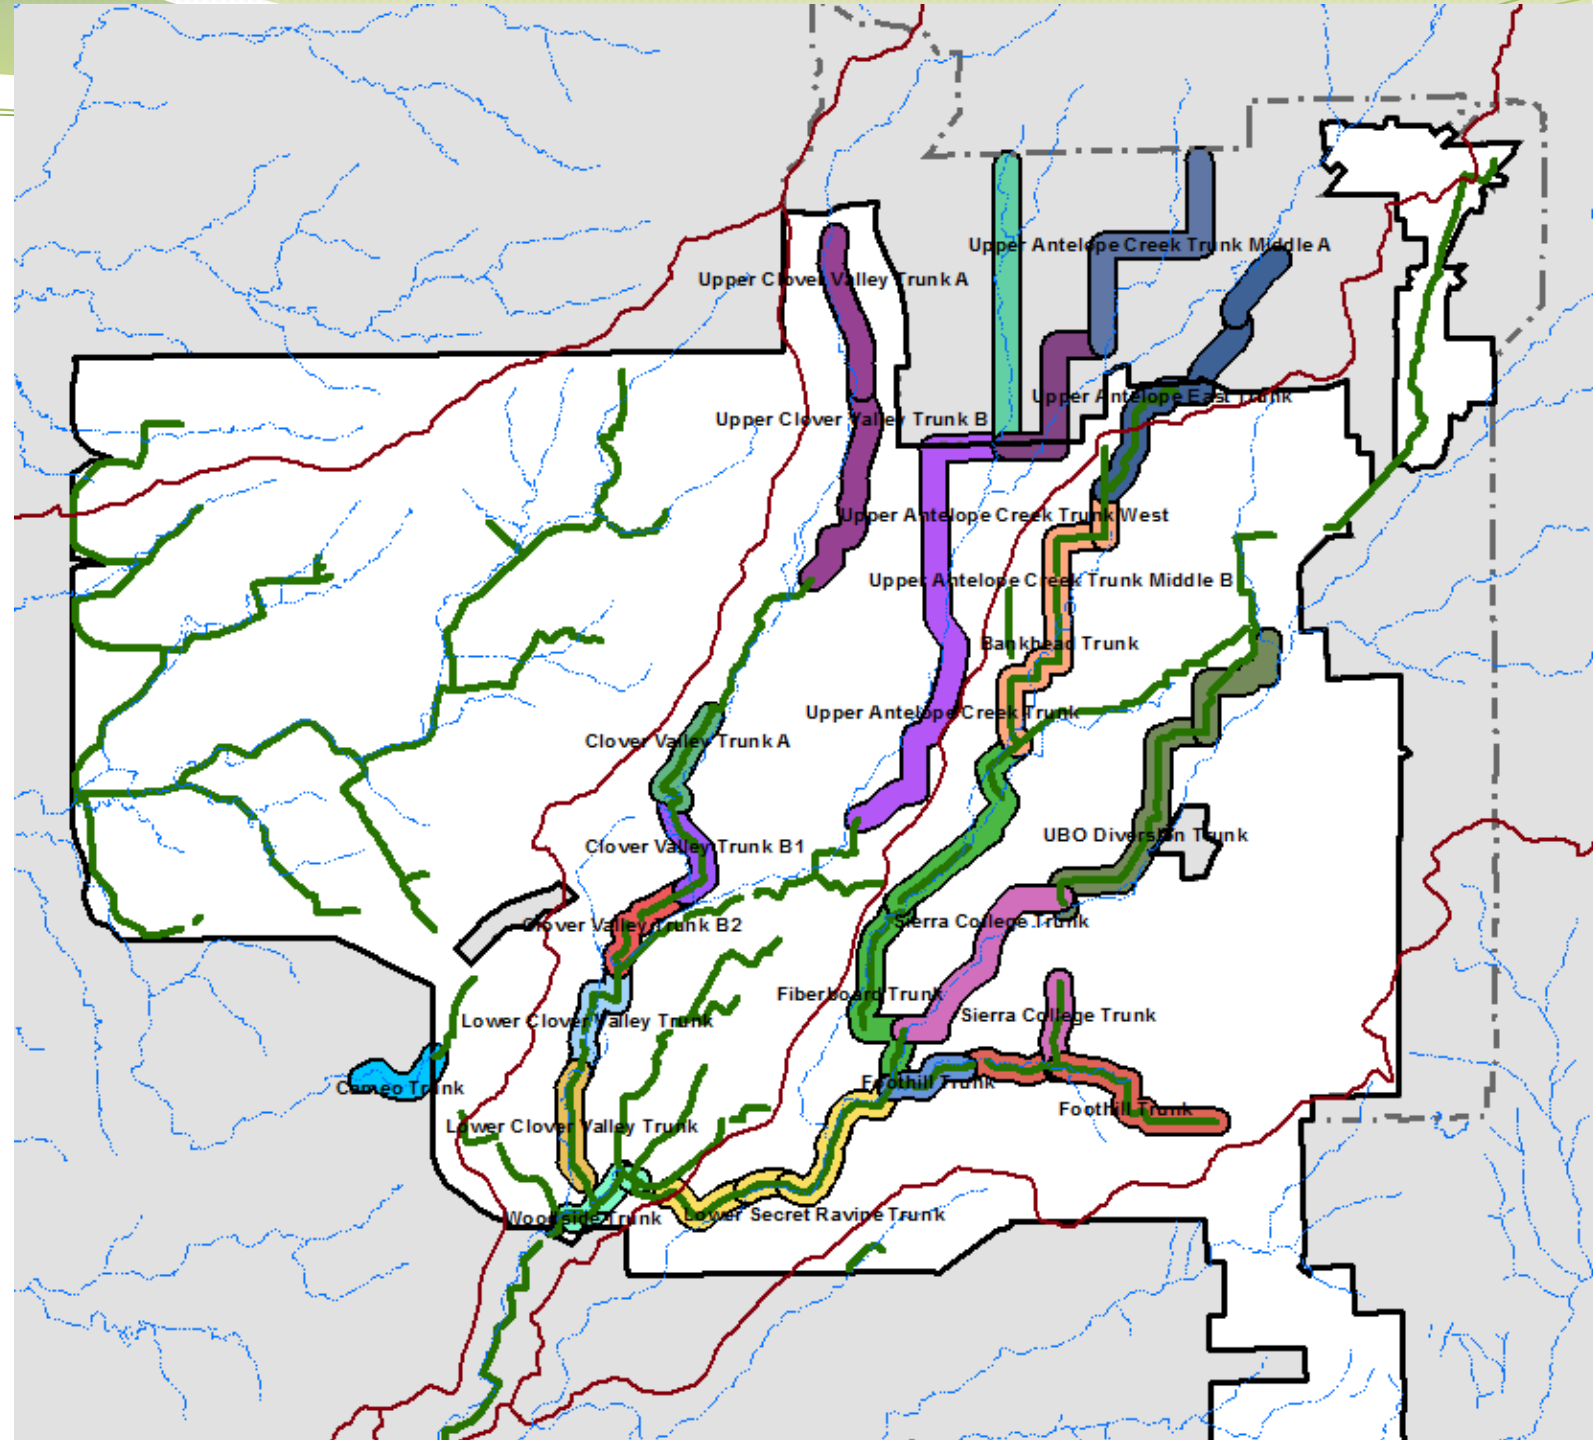 Upper Antelope Creek Trunk Middle A
Upper Clover Valley Trunk A
Upper Antelope East Trunk
Upper Clover Valley Trunk B
Upper Antelope Creek Trunk West
Upper Antelope Creek Trunk Middle B
Bankhead Trunk
Upper Antelope Creek Trunk
Clover Valley Trunk A
UBO Diversion Trunk
Clover Valley Trunk B1
Sierra College Trunk
Clover Valley Trunk B2
Fiberboard Trunk
Sierra College Trunk
Lower Clover Valley Trunk
Foothill Trunk
Cameo Trunk
Foothill Trunk
Lower Clover Valley Trunk
Lower Secret Ravine Trunk
Woodside Trunk